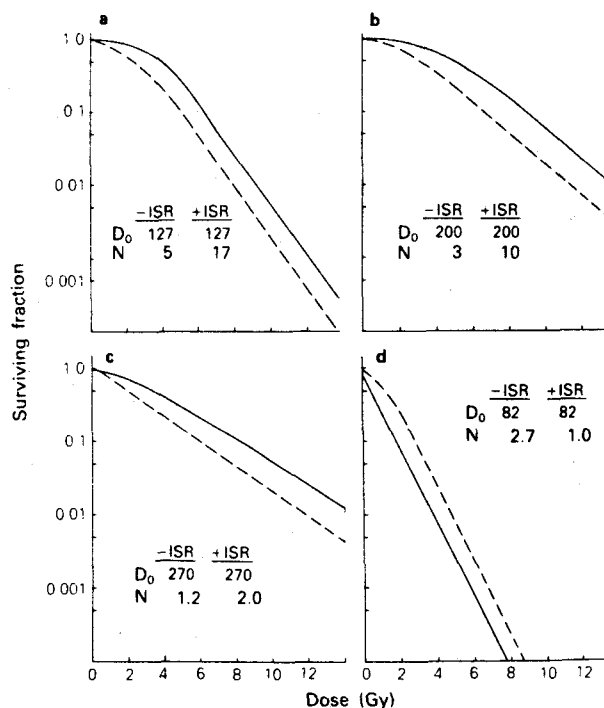 a
1.0
0.1
0.01
0.001
-ISR +ISR
D0 127 127
N 5 17
b
-ISR +ISR
D0 200 200
N 3 10
Surviving fraction
c
1.0
0.1
0.01
0.001
-ISR +ISR
D0 270 270
N 1.2 2.0
d
-ISR +ISR
D0 82 82
N 2.7 1.0
0 2 4 6 8 10 12 14
0 2 4 6 8 10 12
Dose (Gy)